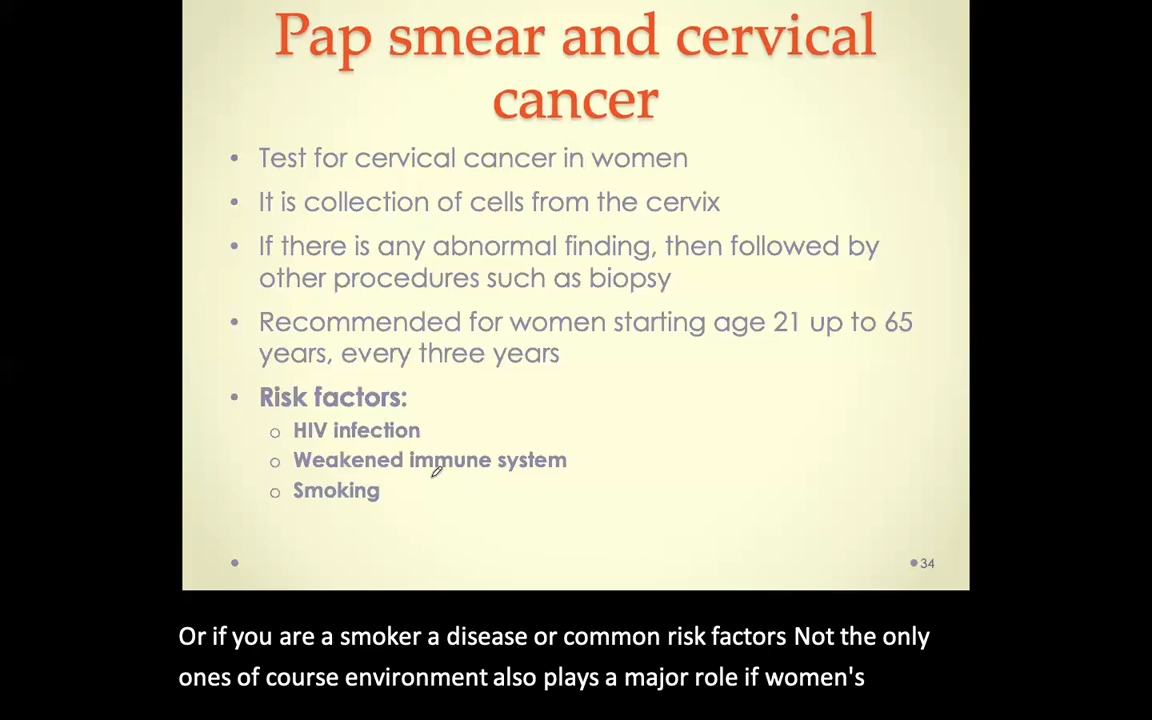 Pap smear and cervical
cancer
• Test for cervical cancer in women
• It is collection of cells from the cervix
• If there is any abnormal finding, then followed by
other procedures such as biopsy
• Recommended for women starting age 21 up to 65
years, every three years
• Risk factors:
o HIV infection
o Weakened immune system
o Smoking
• 34
Or if you are a smoker a disease or common risk factors Not the only
ones of course environment also plays a major role if women's